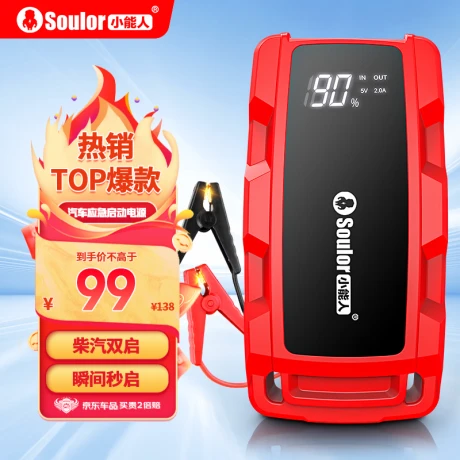 Soulor小能人®
热销
TOP爆款
汽车应急启动电源
到手价不高于
¥99
¥138
柴汽双启
瞬间秒启
京东车品 买贵2倍赔
80%
IN OUT
5V 2.0A
Soulor小能人®